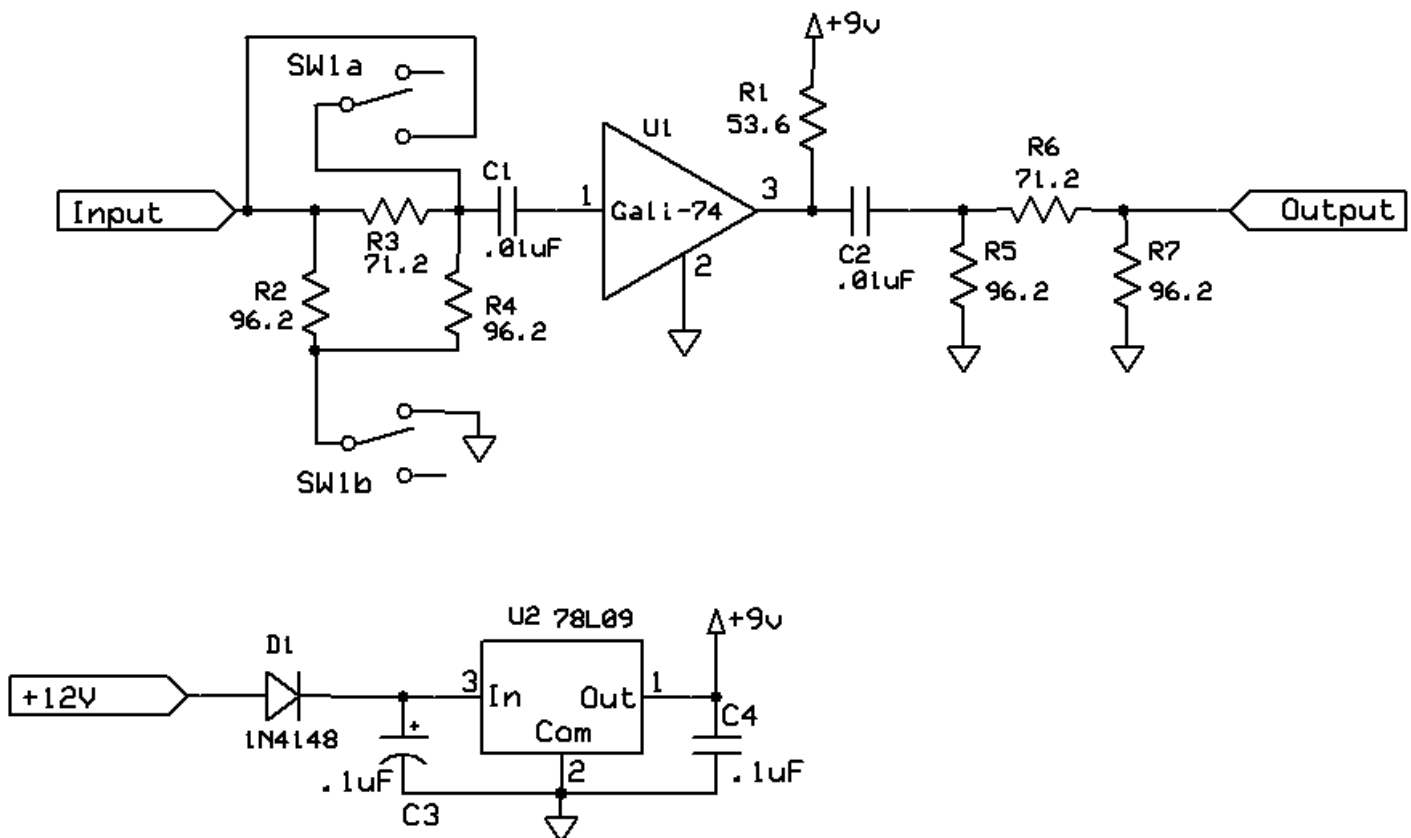 +9v
SW1a
R1
53.6
U1
C1
R6
71.2
Input
1
Gali-74
3
Output
R3
71.2
.01uF
2
C2
.01uF
R5
96.2
R7
96.2
R2
96.2
R4
96.2
SW1b
U2 78L09
+9v
D1
+12V
3
In
Out
1
C4
1N4148
Com
.1uF
+
2
.1uF
C3